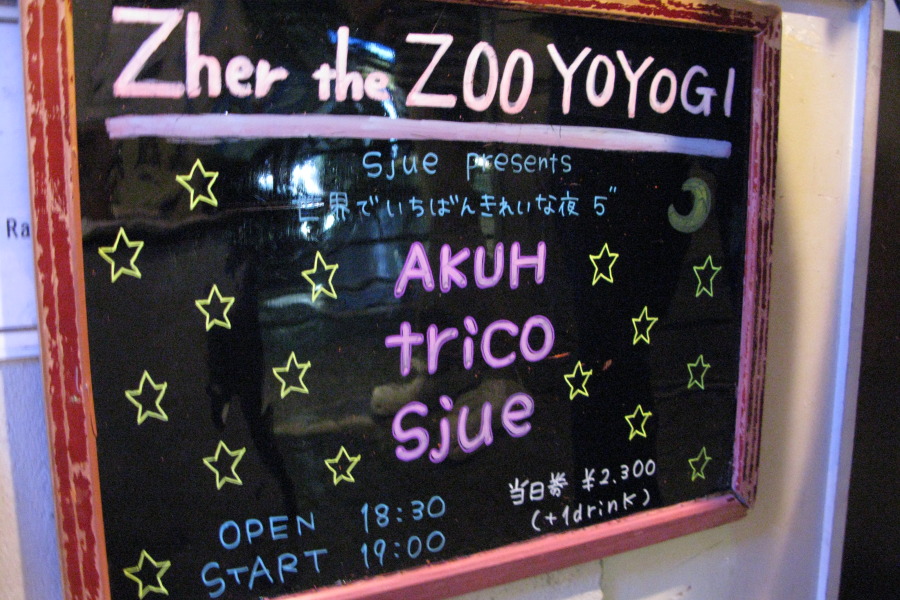 Zher the ZOO YOYOGI
sjue presents
世界でいちばんきれいな夜 5"
AKUH
trico
Sjue
OPEN 18:30
START 19:00
当日券 ¥2.300
(+1drink)
Ra